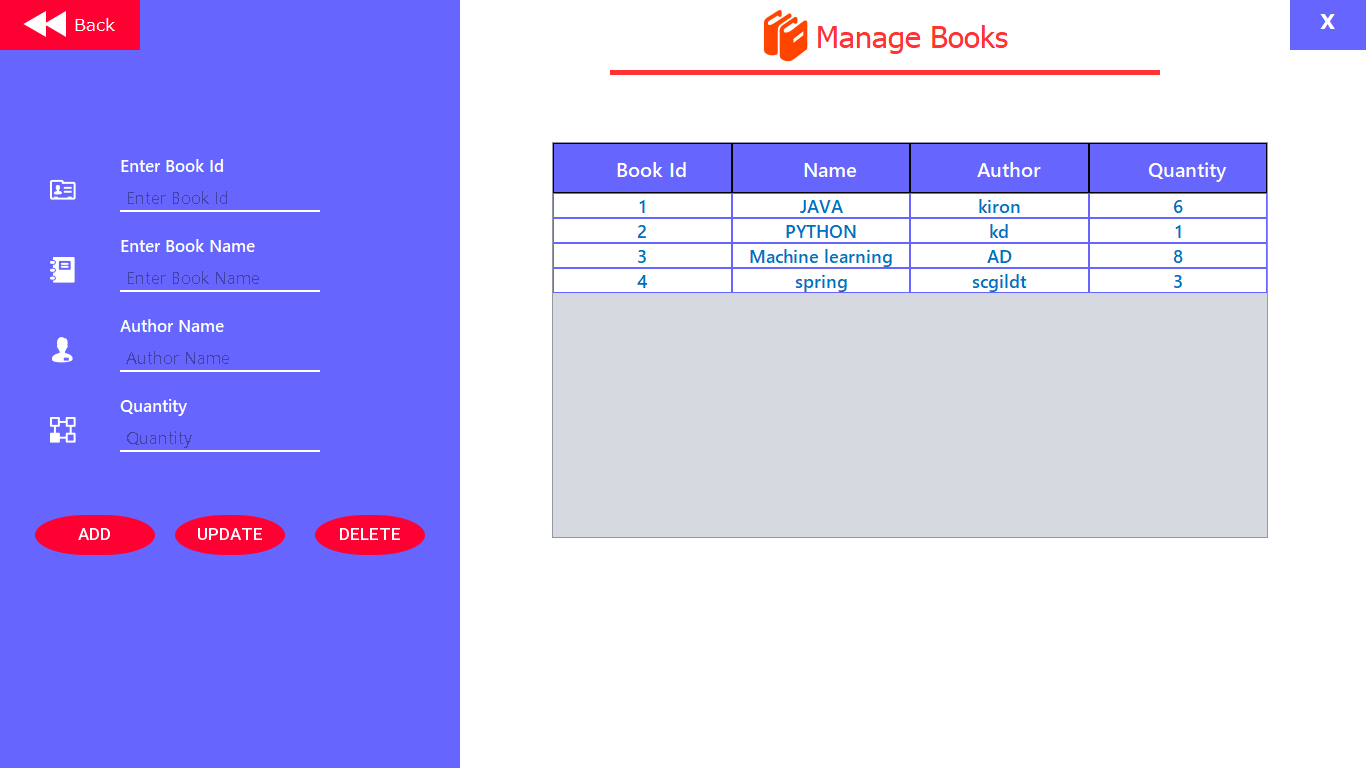 Back
Manage Books
X
Enter Book Id
Enter Book Id
Enter Book Name
Enter Book Name
Author Name
Author Name
Quantity
Quantity
ADD UPDATE DELETE
Book Id Name Author Quantity
1 JAVA kiron 6
2 PYTHON kd 1
3 Machine learning AD 8
4 spring scgildt 3